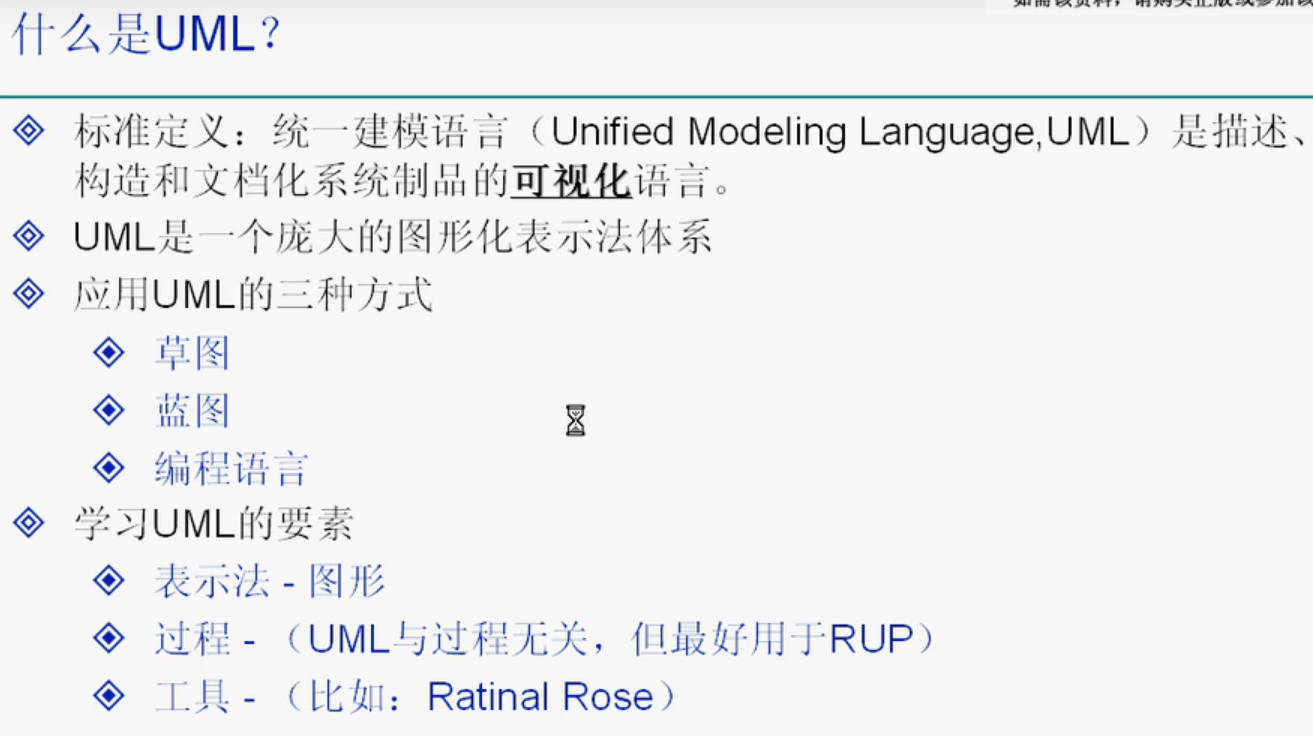 什么是UML？
标准定义：统一建模语言（Unified Modeling Language,UML）是描述、
构造和文档化系统制品的可视化语言。
UML是一个庞大的图形化表示法体系
应用UML的三种方式
草图
蓝图
编程语言
学习UML的要素
表示法 - 图形
过程 - （UML与过程无关，但最好用于RUP）
工具 - （比如：Ratinal Rose）